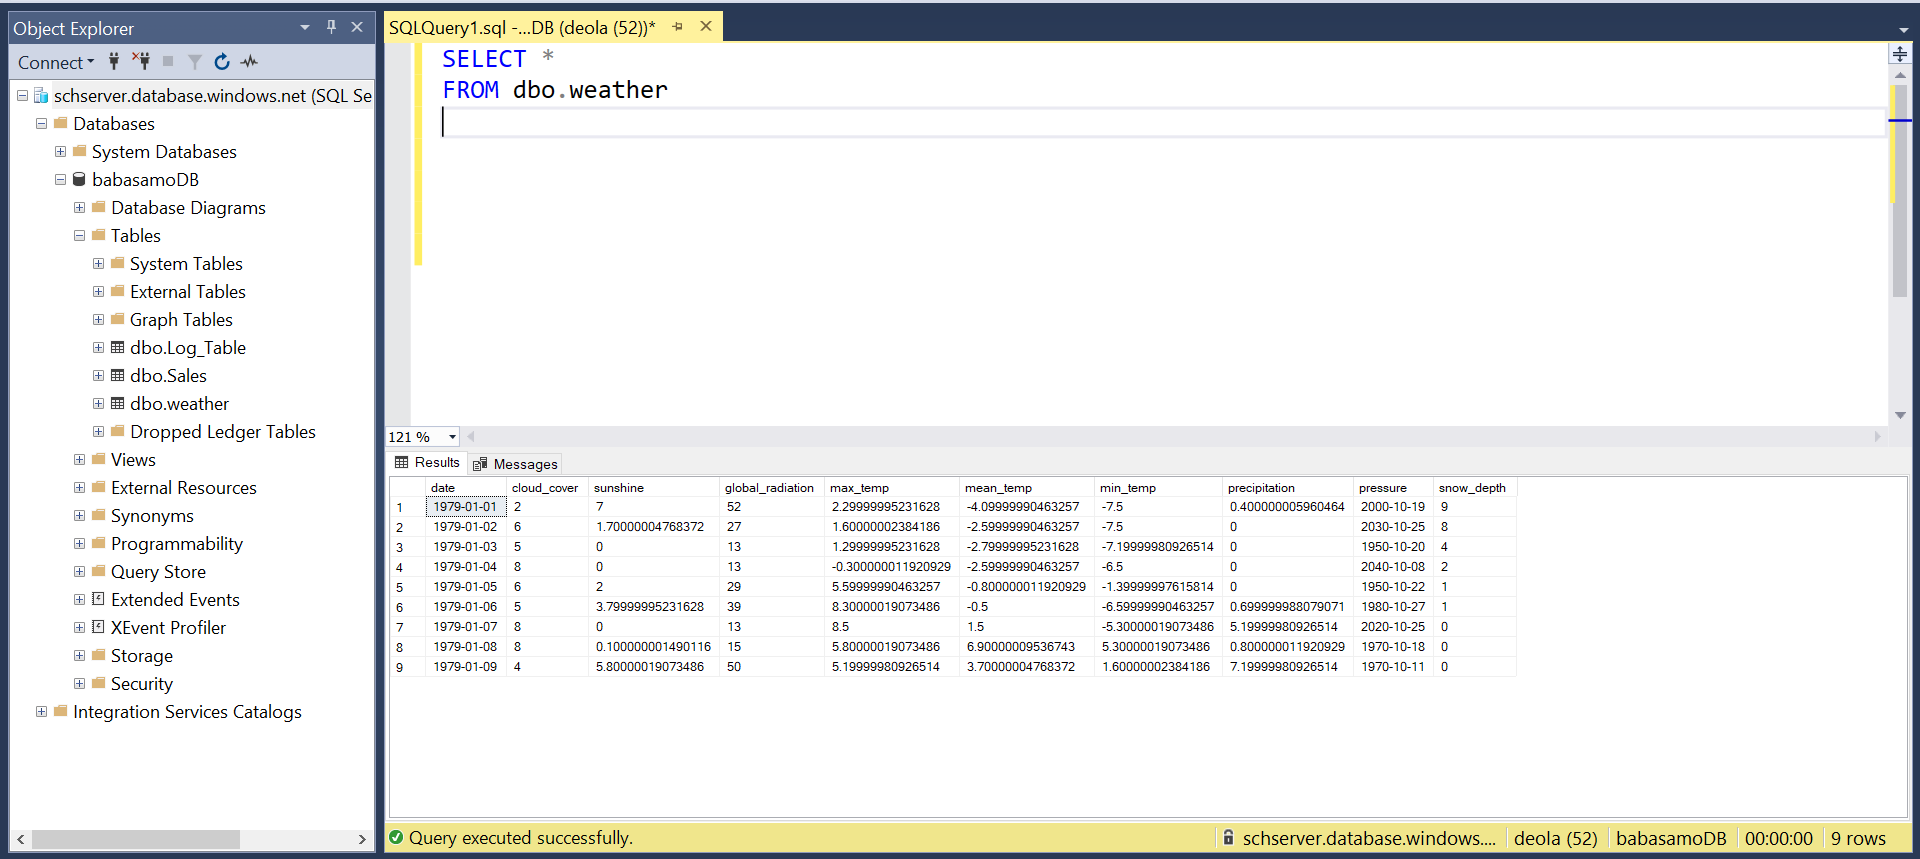 Object Explorer
Connect
schserver.database.windows.net (SQL Se
Databases
System Databases
babasamoDB
Database Diagrams
Tables
System Tables
External Tables
Graph Tables
dbo.Log_Table
dbo.Sales
dbo.weather
Dropped Ledger Tables
Views
External Resources
Synonyms
Programmability
Query Store
Extended Events
XEvent Profiler
Storage
Security
Integration Services Catalogs
SQLQuery1.sql -...DB (deola (52))*
SELECT *
FROM dbo.weather
121 %
Results Messages
date cloud_cover sunshine global_radiation max_temp mean_temp min_temp precipitation pressure snow_depth
1 1979-01-01 2 7 52 2.29999995231628 -4.09999990463257 -7.5 0.400000005960464 2000-10-19 9
2 1979-01-02 6 1.70000004768372 27 1.60000002384186 -2.59999990463257 -7.5 0 2030-10-25 8
3 1979-01-03 5 0 13 1.29999995231628 -2.79999995231628 -7.19999980926514 0 1950-10-20 4
4 1979-01-04 8 0 13 -0.300000011920929 -2.59999990463257 -6.5 0 2040-10-08 2
5 1979-01-05 6 2 29 5.59999990463257 -0.800000011920929 -1.39999997615814 0 1950-10-22 1
6 1979-01-06 5 3.79999995231628 39 8.30000019073486 -0.5 -6.59999990463257 0.699999988079071 1980-10-27 1
7 1979-01-07 8 0 13 8.5 1.5 -5.30000019073486 5.19999980926514 2020-10-25 0
8 1979-01-08 8 0.100000001490116 15 5.80000019073486 6.90000009536743 5.30000019073486 0.800000011920929 1970-10-18 0
9 1979-01-09 4 5.80000019073486 50 5.19999980926514 3.70000004768372 1.60000002384186 7.19999980926514 1970-10-11 0
Query executed successfully. schserver.database.windows.... deola (52) babasamoDB 00:00:00 9 rows